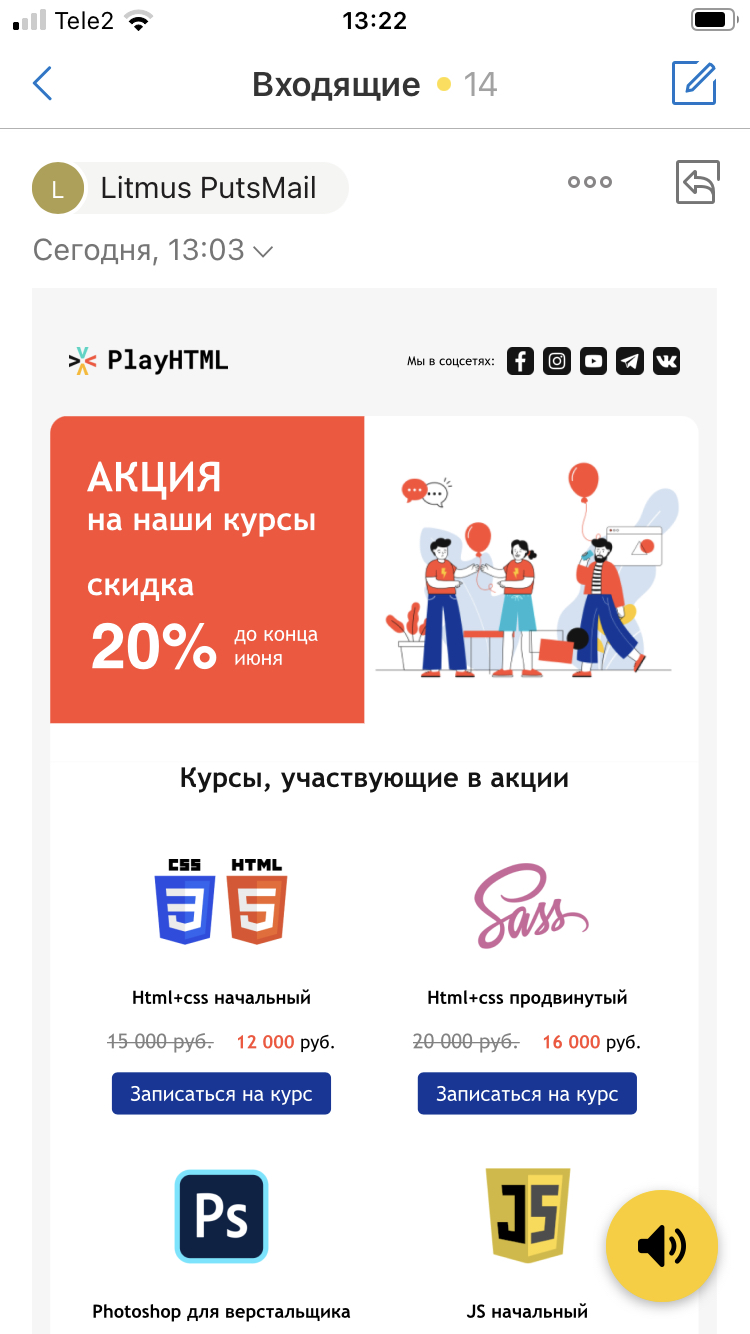 Tele2
13:22
Входящие
14
L
Litmus PutsMail
Сегодня, 13:03
PlayHTML
Мы в соцсетях:
АКЦИЯ
на наши курсы
скидка
20%
до конца
июня
Курсы, участвующие в акции
CSS HTML
Sass
Html+css начальный
Html+css продвинутый
15 000 руб. 12 000 руб.
20 000 руб. 16 000 руб.
Записаться на курс
Записаться на курс
Ps
JS
Photoshop для верстальщика
JS начальный